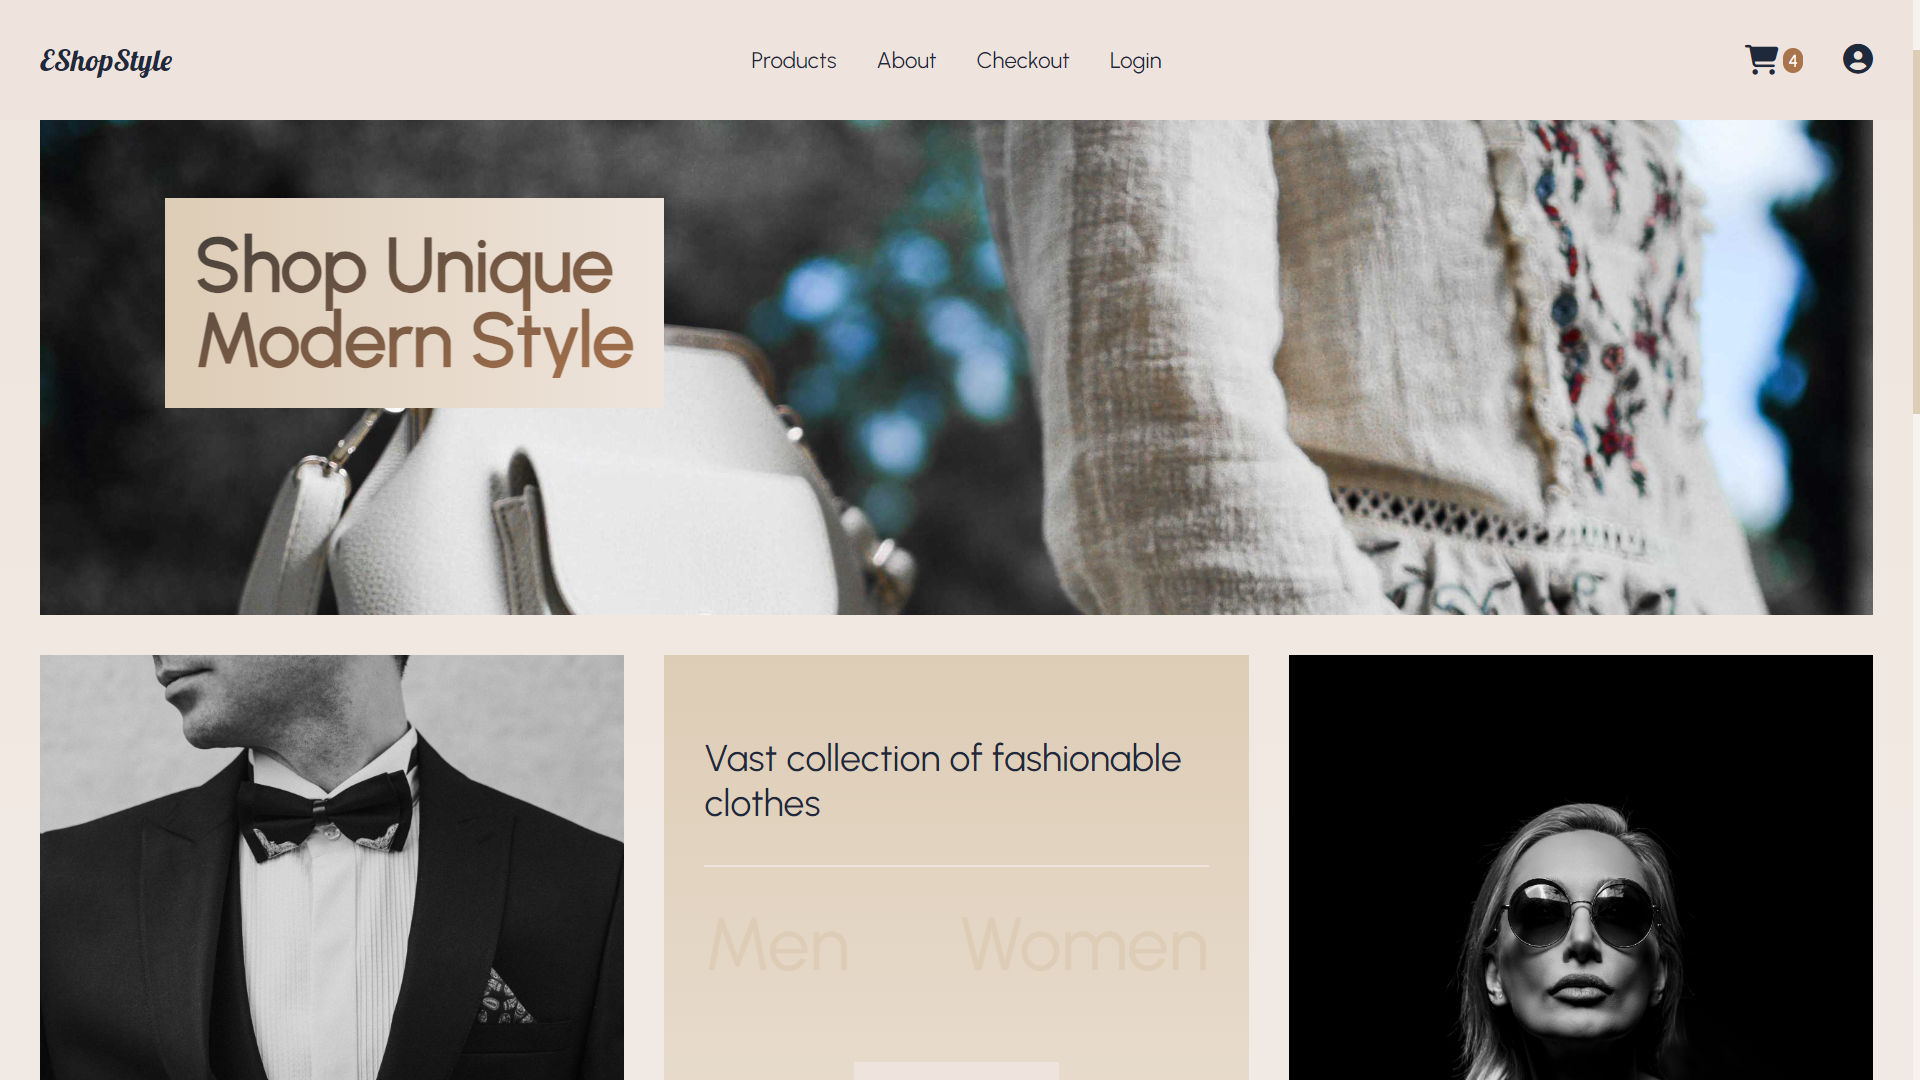 EShopStyle
Products About Checkout Login
4
Shop Unique
Modern Style
Vast collection of fashionable
clothes
Men Women